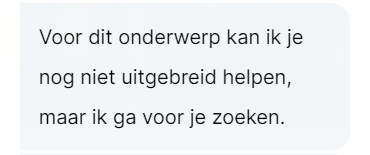 Voor dit onderwerp kan ik je
nog niet uitgebreid helpen,
maar ik ga voor je zoeken.